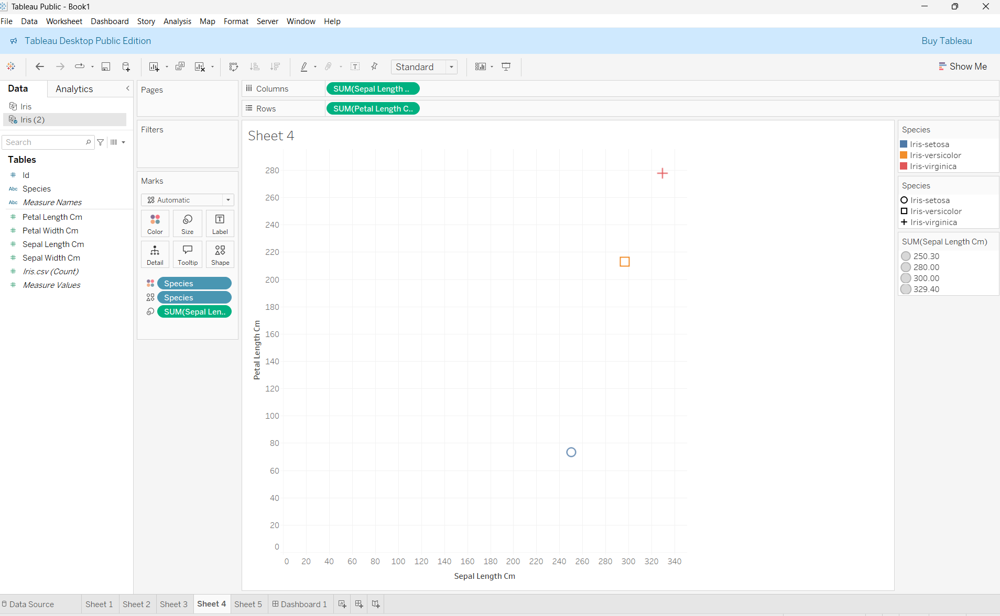 Tableau Public - Book1
File Data Worksheet Dashboard Story Analysis Map Format Server Window Help
Tableau Desktop Public Edition
Buy Tableau
Standard
Show Me
Data
Analytics
Iris
Iris (2)
Search
Tables
# Id
Abc Species
Abc Measure Names
# Petal Length Cm
# Petal Width Cm
# Sepal Length Cm
# Sepal Width Cm
# Iris.csv (Count)
# Measure Values
Pages
Filters
Marks
Automatic
Color Size Label
Detail Tooltip Shape
Species
Species
SUM(Sepal Len..
Columns
SUM(Sepal Length ..
Rows
SUM(Petal Length C..
Sheet 4
280
260
240
220
200
180
160
140
120
100
80
60
40
20
0
Petal Length Cm
0 20 40 60 80 100 120 140 160 180 200 220 240 260 280 300 320 340
Sepal Length Cm
Species
Iris-setosa
Iris-versicolor
Iris-virginica
Species
Iris-setosa
Iris-versicolor
Iris-virginica
SUM(Sepal Length Cm)
250.30
280.00
300.00
329.40
Data Source Sheet 1 Sheet 2 Sheet 3 Sheet 4 Sheet 5 Dashboard 1